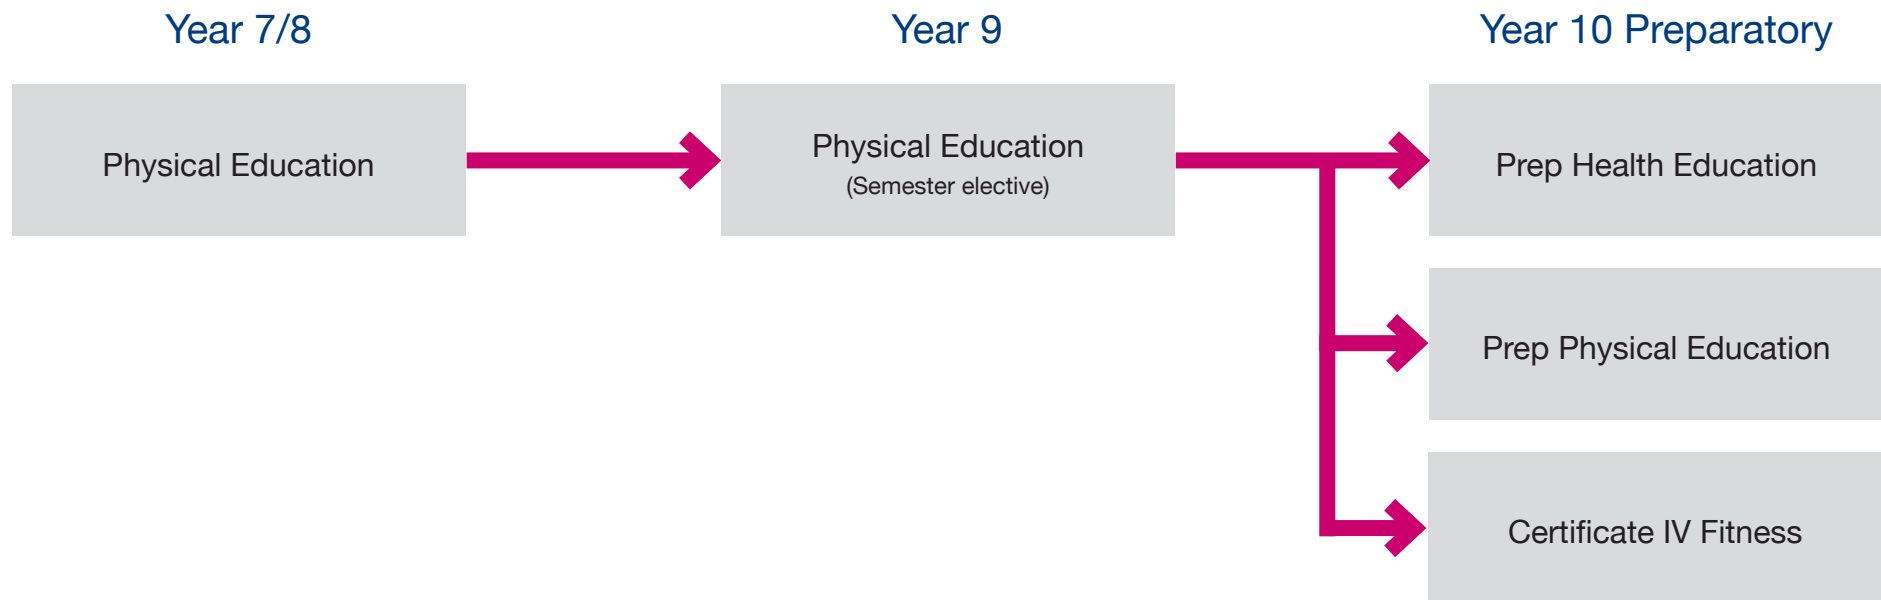 Year 7/8
Year 9
Year 10 Preparatory
Physical Education
Physical Education
(Semester elective)
Prep Health Education
Prep Physical Education
Certificate IV Fitness